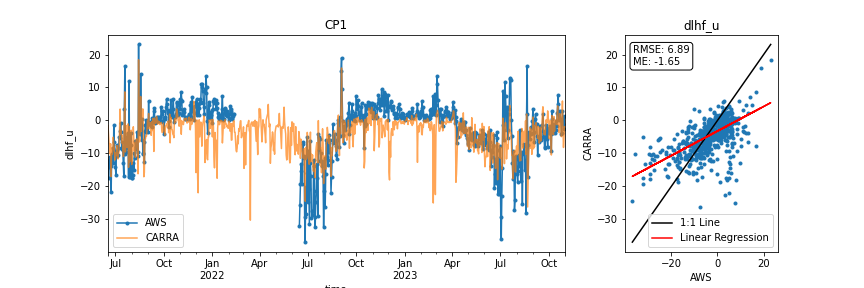 CP1
dlhf_u
20
10
0
−10
−20
−30
dlhf_u
AWS
CARRA
Jul
Oct
Jan
2022
Apr
Jul
Oct
Jan
2023
Apr
Jul
Oct
time
RMSE: 6.89
ME: -1.65
20
10
0
−10
−20
−30
CARRA
1:1 Line
Linear Regression
−20
0
20
AWS